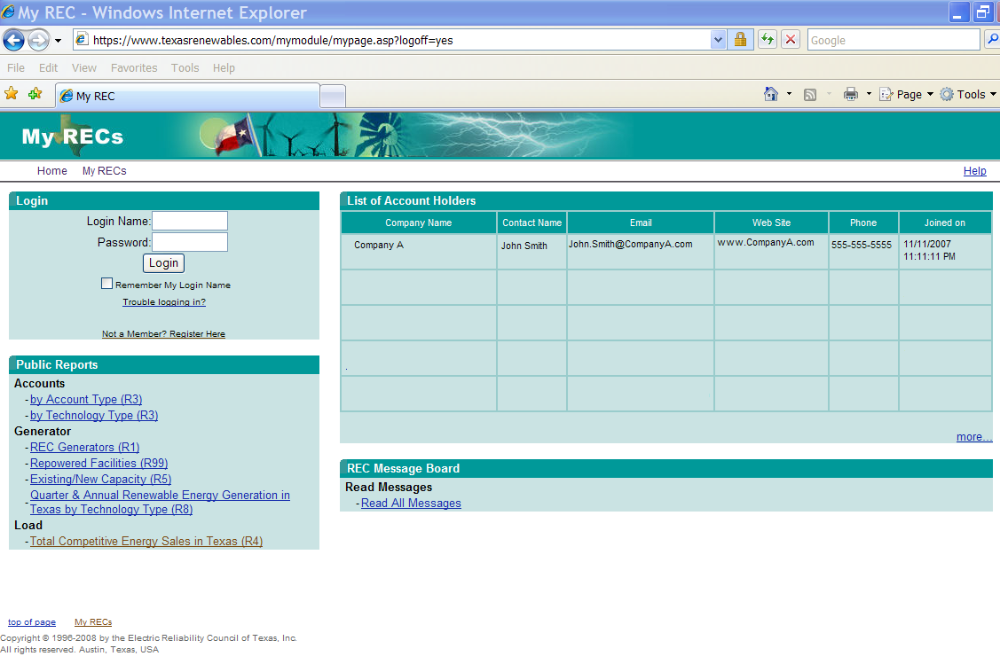 My REC - Windows Internet Explorer
https://www.texasrenewables.com/mymodule/mypage.asp?logoff=yes
Google
File Edit View Favorites Tools Help
My REC
Page Tools
My RECs
Home My RECs Help
Login
Login Name:
Password:
Login
Remember My Login Name
Trouble logging in?
Not a Member? Register Here
Public Reports
Accounts
-by Account Type (R3)
-by Technology Type (R3)
Generator
-REC Generators (R1)
-Repowered Facilities (R99)
-Existing/New Capacity (R5)
-Quarter & Annual Renewable Energy Generation in
Texas by Technology Type (R8)
Load
-Total Competitive Energy Sales in Texas (R4)
List of Account Holders
Company Name Contact Name Email Web Site Phone Joined on
Company A John Smith John.Smith@CompanyA.com www.CompanyA.com 555-555-5555 11/11/2007
11:11:11 PM
more...
REC Message Board
Read Messages
-Read All Messages
top of page My RECs
Copyright © 1996-2008 by the Electric Reliability Council of Texas, Inc.
All rights reserved. Austin, Texas, USA